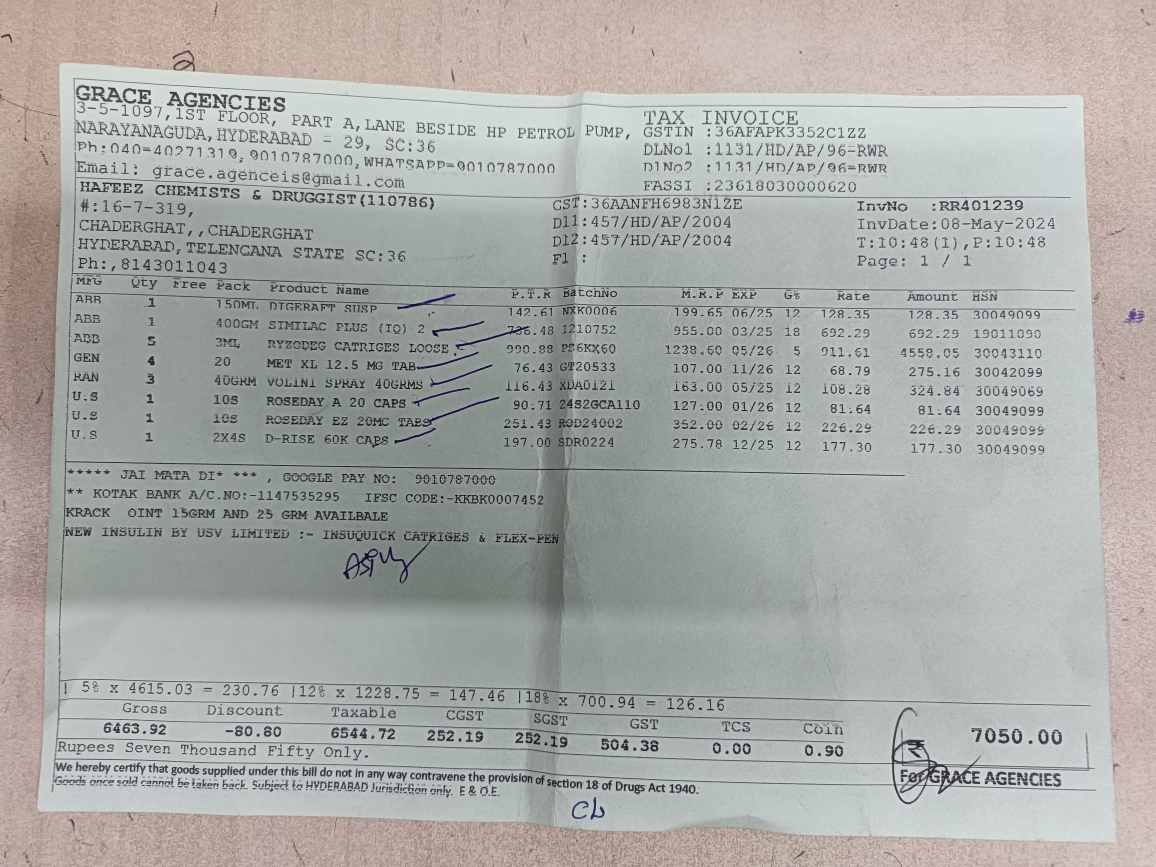 GRACE AGENCIES
3-5-1097,1ST FLOOR, PART A,LANE BESIDE HP PETROL PUMP,
NARAYANAGUDA,HYDERABAD - 29, SC:36
Ph:040=40271319,9010787000,WHATSAPP=9010787000
Email: grace.agenceis@gmail.com
TAX INVOICE
GSTIN :36AFAPK3352C1ZZ
DLNo1 :1131/HD/AP/96=RWR
DlNo2 :1131/HD/AP/96=RWR
FASSI :23618030000620
HAFEEZ CHEMISTS & DRUGGIST(110786)
#:16-7-319,
CHADERGHAT,,CHADERGHAT
HYDERABAD,TELENCANA STATE SC:36
Ph:,8143011043
GST:36AANFH6983N1ZE
Dl1:457/HD/AP/2004
Dl2:457/HD/AP/2004
Fl :
InvNo :RR401239
InvDate:08-May-2024
T:10:48(1),P:10:48
Page: 1 / 1
MFG Qty Free Pack Product Name P.T.R BatchNo M.R.P EXP G% Rate Amount HSN
ABB 1 150ML DIGERAFT SUSP 142.61 NXK0006 199.65 06/25 12 128.35 128.35 30049099
ABB 1 400GM SIMILAC PLUS (IQ) 2 736.48 1210752 955.00 03/25 18 692.29 692.29 19011090
ABB 5 3ML RYZODEG CATRIGES LOOSE 990.88 PS6KX60 1238.60 05/26 5 911.61 4558.05 30043110
GEN 4 20 MET XL 12.5 MG TAB 76.43 GT20533 107.00 11/26 12 68.79 275.16 30042099
RAN 3 40GRM VOLINI SPRAY 40GRMS 116.43 XDA0121 163.00 05/25 12 108.28 324.84 30049069
U.S 1 10S ROSEDAY A 20 CAPS 90.71 24S2GCA110 127.00 01/26 12 81.64 81.64 30049099
U.S 1 10S ROSEDAY EZ 20MC TABS 251.43 ROD24002 352.00 02/26 12 226.29 226.29 30049099
U.S 1 2X4S D-RISE 60K CAPS 197.00 SDR0224 275.78 12/25 12 177.30 177.30 30049099
***** JAI MATA DI* *** , GOOGLE PAY NO: 9010787000
** KOTAK BANK A/C.NO:-1147535295 IFSC CODE:-KKBK0007452
KRACK OINT 15GRM AND 25 GRM AVAILBALE
NEW INSULIN BY USV LIMITED :- INSUQUICK CATRIGES & FLEX-PEN
| 5% x 4615.03 = 230.76 |12% x 1228.75 = 147.46 |18% x 700.94 = 126.16
Gross Discount Taxable CGST SGST GST TCS Coin
6463.92 -80.80 6544.72 252.19 252.19 504.38 0.00 0.90
₹ 7050.00
Rupees Seven Thousand Fifty Only.
We hereby certify that goods supplied under this bill do not in any way contravene the provision of section 18 of Drugs Act 1940.
Goods once sold cannot be taken back. Subject to HYDERABAD Jurisdiction only. E & O.E.
For GRACE AGENCIES